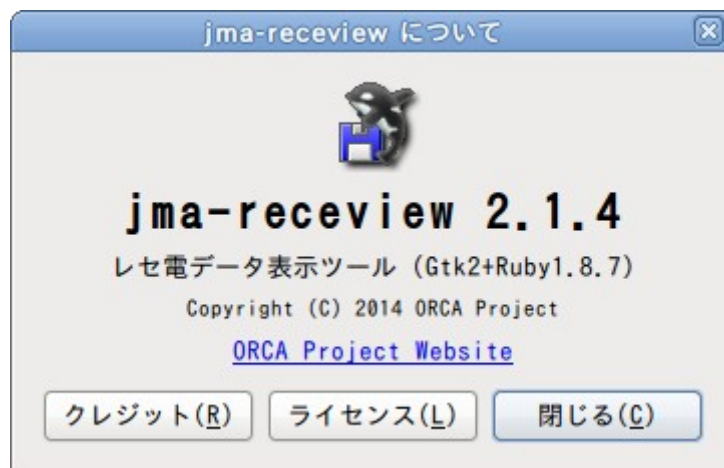 jma-receview について
jma-receview 2.1.4
レセ電データ表示ツール (Gtk2+Ruby1.8.7)
Copyright (C) 2014 ORCA Project
ORCA Project Website
クレジット(R) ライセンス(L) 閉じる(C)